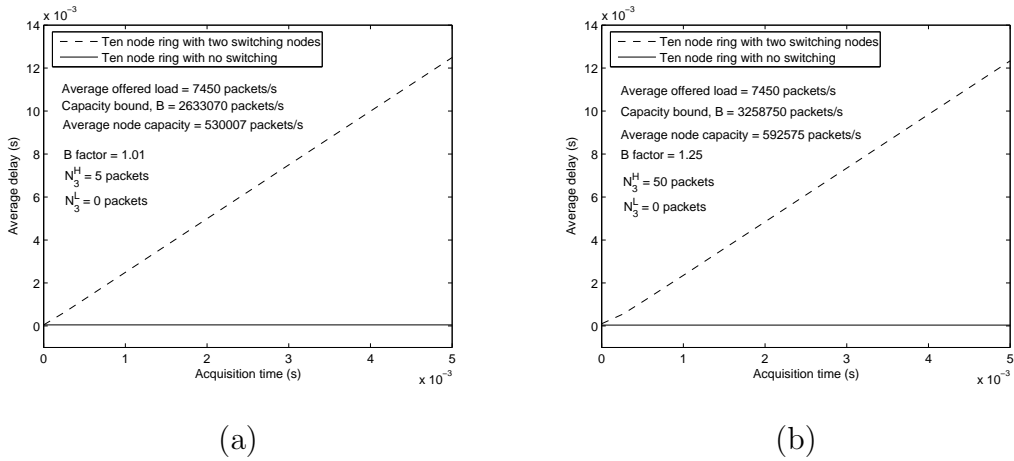 x 10⁻³
14
12
10
8
6
4
2
0
Average delay (s)
Ten node ring with two switching nodes
Ten node ring with no switching
Average offered load = 7450 packets/s
Capacity bound, B = 2633070 packets/s
Average node capacity = 530007 packets/s
B factor = 1.01
N₃ᴴ = 5 packets
N₃ᴸ = 0 packets
0 1 2 3 4 5
Acquisition time (s)
x 10⁻³
(a)
x 10⁻³
14
12
10
8
6
4
2
0
Average delay (s)
Ten node ring with two switching nodes
Ten node ring with no switching
Average offered load = 7450 packets/s
Capacity bound, B = 3258750 packets/s
Average node capacity = 592575 packets/s
B factor = 1.25
N₃ᴴ = 50 packets
N₃ᴸ = 0 packets
0 1 2 3 4 5
Acquisition time (s)
x 10⁻³
(b)